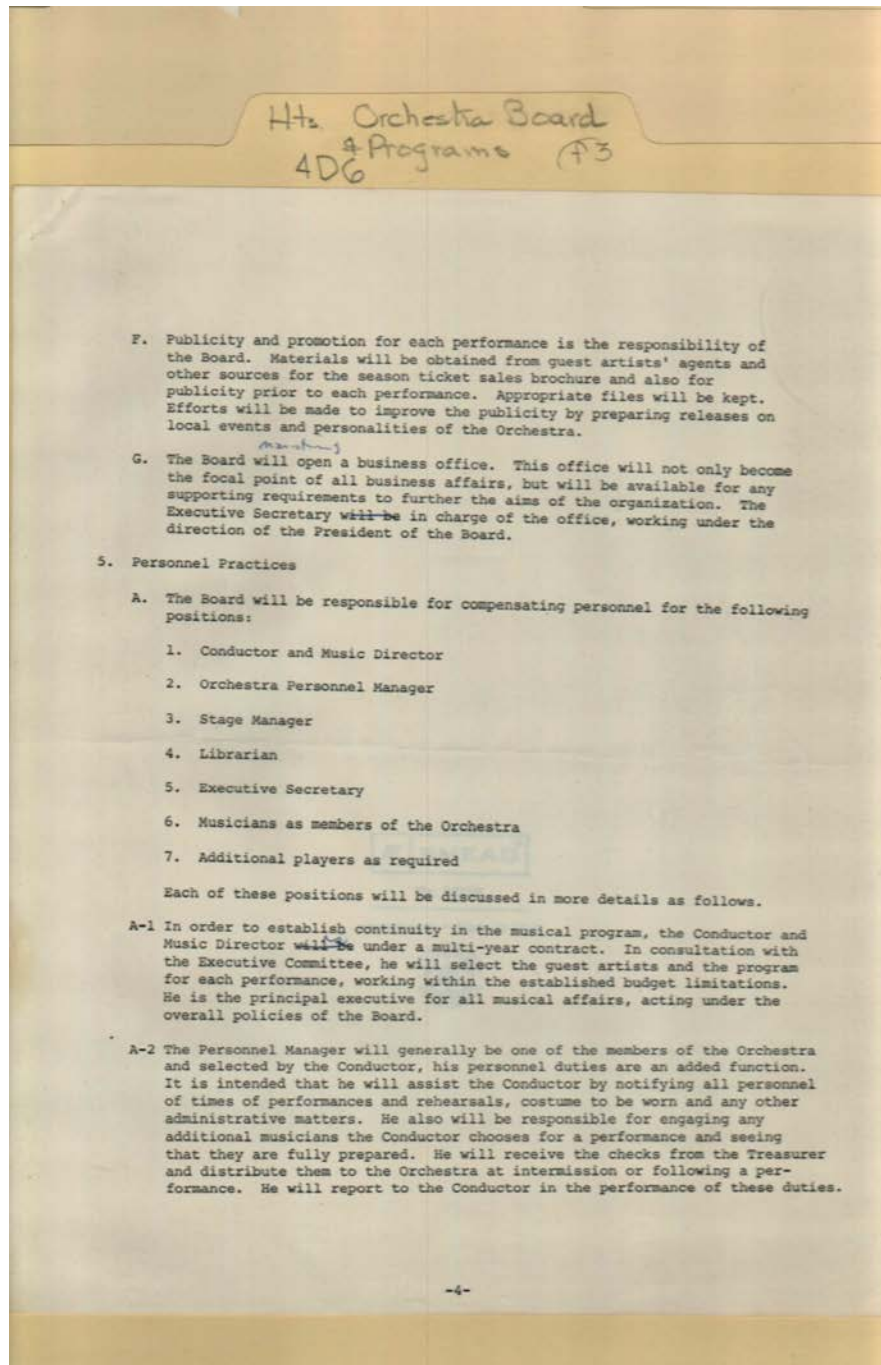 Hts. Orchestra Board
& Programs
4D6
F. Publicity and promotion for each performance is the responsibility of
the Board. Materials will be obtained from guest artists' agents and
other sources for the season ticket sales brochure and also for
publicity prior to each performance. Appropriate files will be kept.
Efforts will be made to improve the publicity by preparing releases on
local events and personalities of the Orchestra.
G. The Board will open a business office. This office will not only become
the focal point of all business affairs, but will be available for any
supporting requirements to further the aims of the organization. The
Executive Secretary will be in charge of the office, working under the
direction of the President of the Board.
5. Personnel Practices
A. The Board will be responsible for compensating personnel for the following
positions:
1. Conductor and Music Director
2. Orchestra Personnel Manager
3. Stage Manager
4. Librarian
5. Executive Secretary
6. Musicians as members of the Orchestra
7. Additional players as required
Each of these positions will be discussed in more details as follows.
A-1 In order to establish continuity in the musical program, the Conductor and
Music Director will be under a multi-year contract. In consultation with
the Executive Committee, he will select the guest artists and the program
for each performance, working within the established budget limitations.
He is the principal executive for all musical affairs, acting under the
overall policies of the Board.
A-2 The Personnel Manager will generally be one of the members of the Orchestra
and selected by the Conductor, his personnel duties are an added function.
It is intended that he will assist the Conductor by notifying all personnel
of times of performances and rehearsals, costume to be worn and any other
administrative matters. He also will be responsible for engaging any
additional musicians the Conductor chooses for a performance and seeing
that they are fully prepared. He will receive the checks from the Treasurer
and distribute them to the Orchestra at intermission or following a per-
formance. He will report to the Conductor in the performance of these duties.
-4-